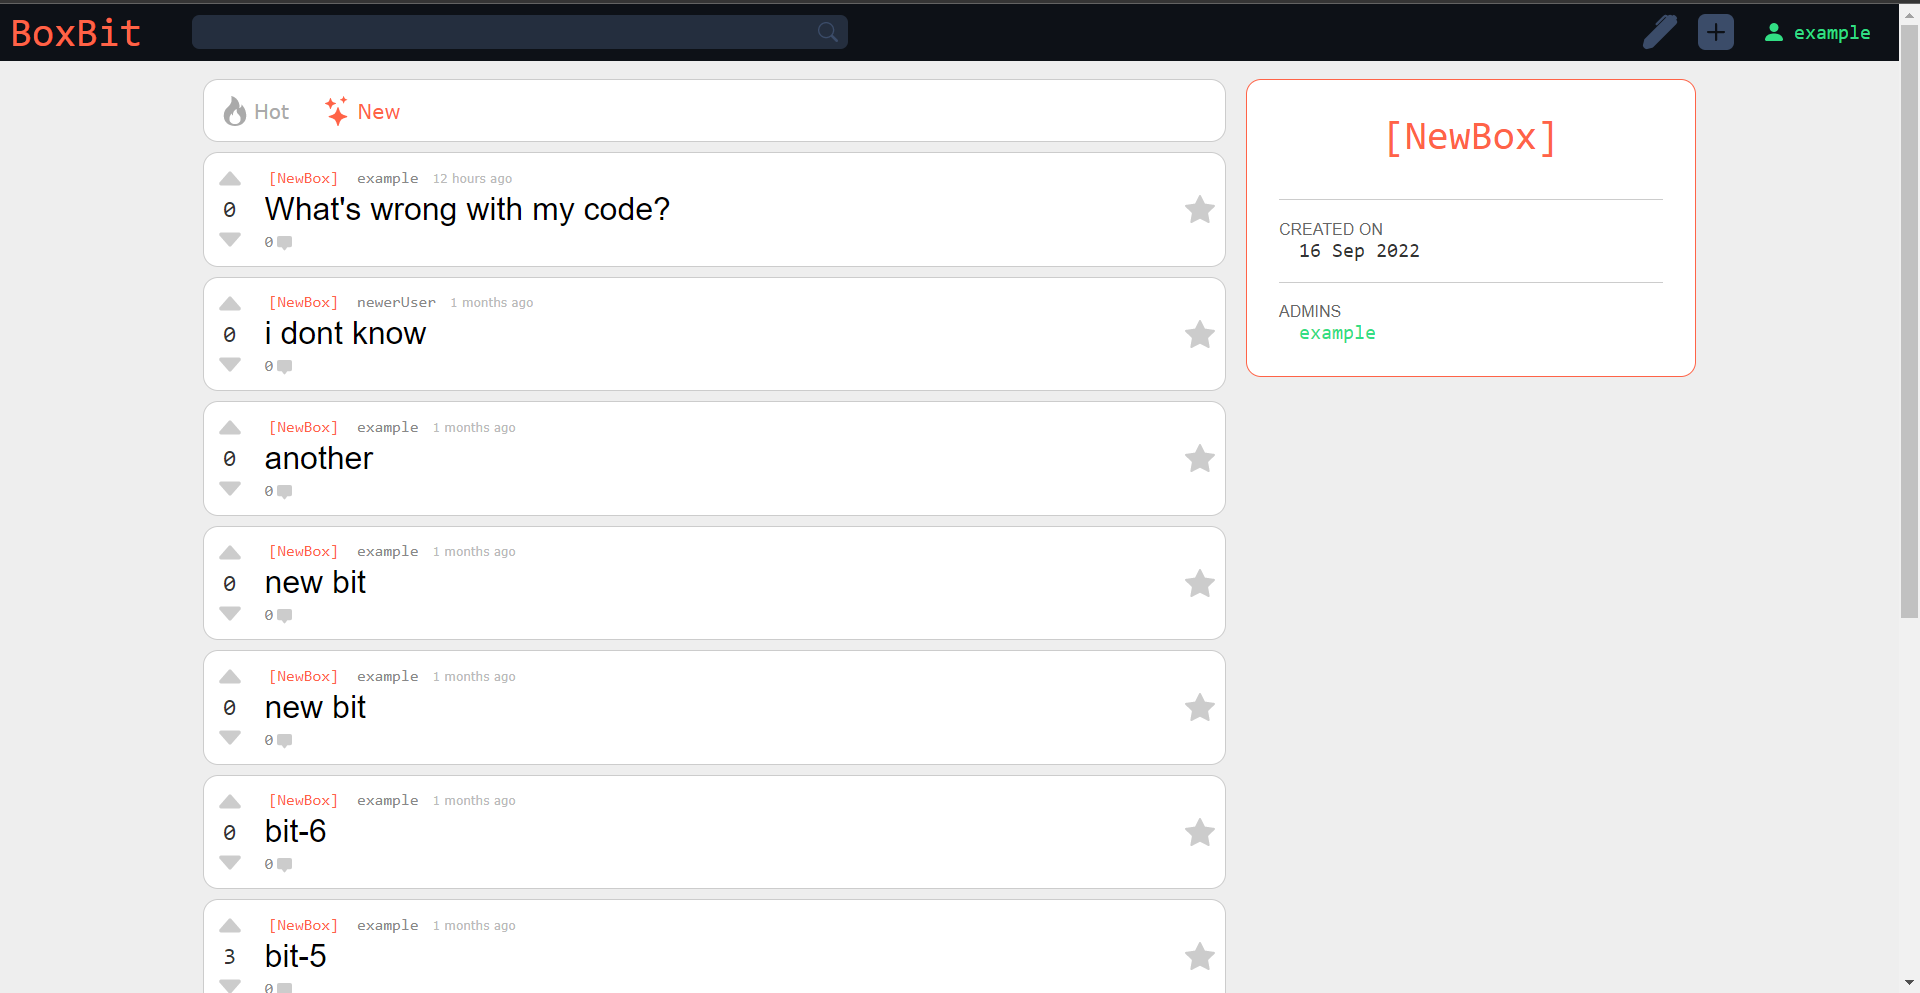 BoxBit
example
Hot New
[NewBox] example 12 hours ago
0
What's wrong with my code?
0
[NewBox] newerUser 1 months ago
0
i dont know
0
[NewBox] example 1 months ago
0
another
0
[NewBox] example 1 months ago
0
new bit
0
[NewBox] example 1 months ago
0
new bit
0
[NewBox] example 1 months ago
0
bit-6
0
[NewBox] example 1 months ago
3
bit-5
0
[NewBox]
CREATED ON
16 Sep 2022
ADMINS
example